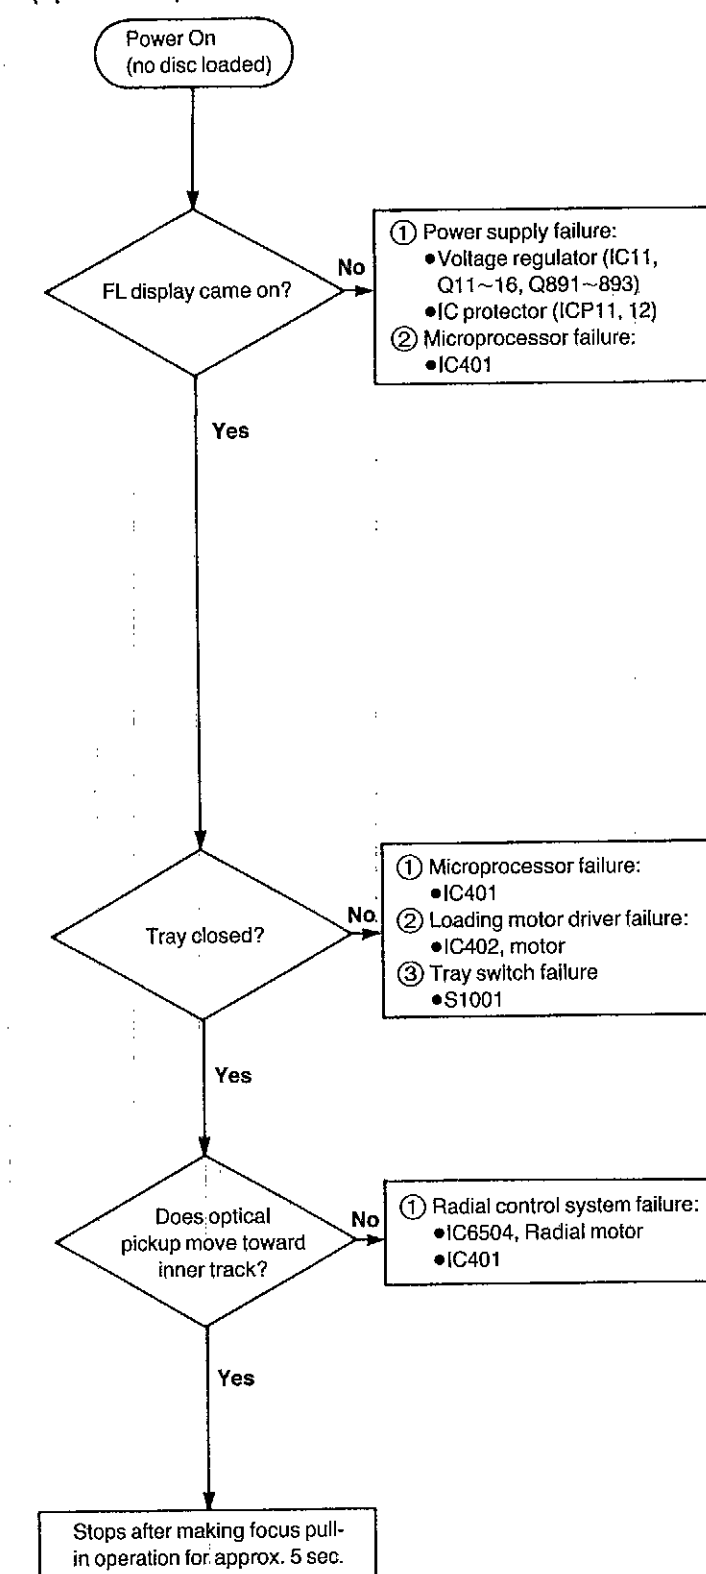 Power On
(no disc loaded)
FL display came on?
No
① Power supply failure:
●Voltage regulator (IC11,
Q11~16, Q891~893)
●IC protector (ICP11, 12)
② Microprocessor failure:
●IC401
Yes
Tray closed?
No
① Microprocessor failure:
●IC401
② Loading motor driver failure:
●IC402, motor
③ Tray switch failure
●S1001
Yes
Does optical
pickup move toward
inner track?
No
① Radial control system failure:
●IC6504, Radial motor
●IC401
Yes
Stops after making focus pull-
in operation for approx. 5 sec.